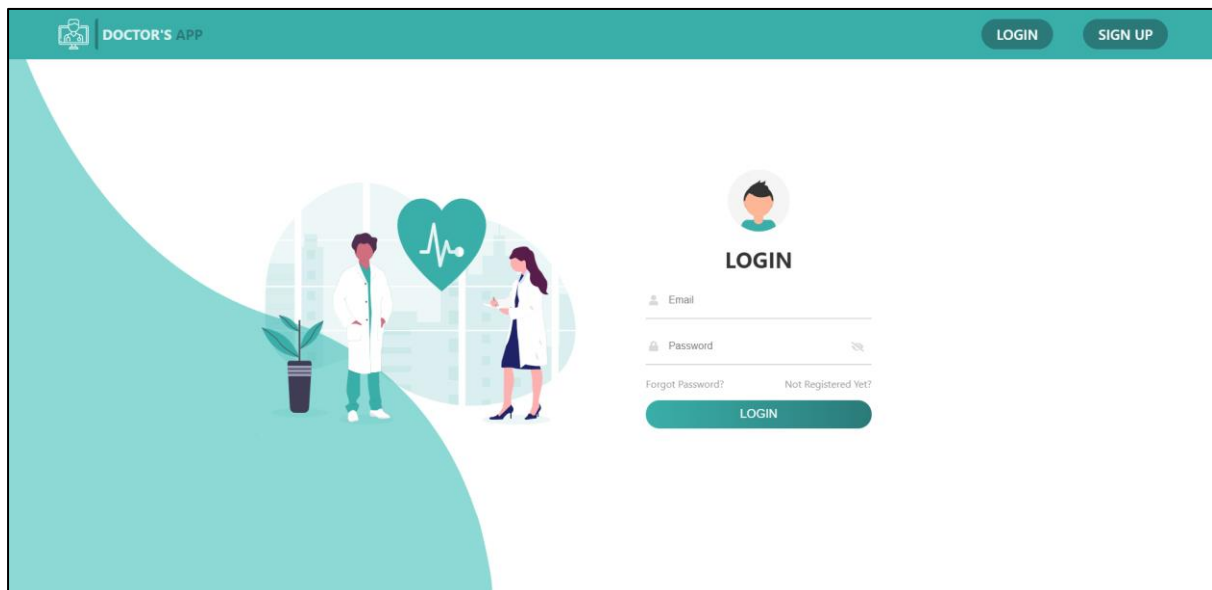 DOCTOR'S APP
LOGIN
SIGN UP
LOGIN
Email
Password
Forgot Password? Not Registered Yet?
LOGIN